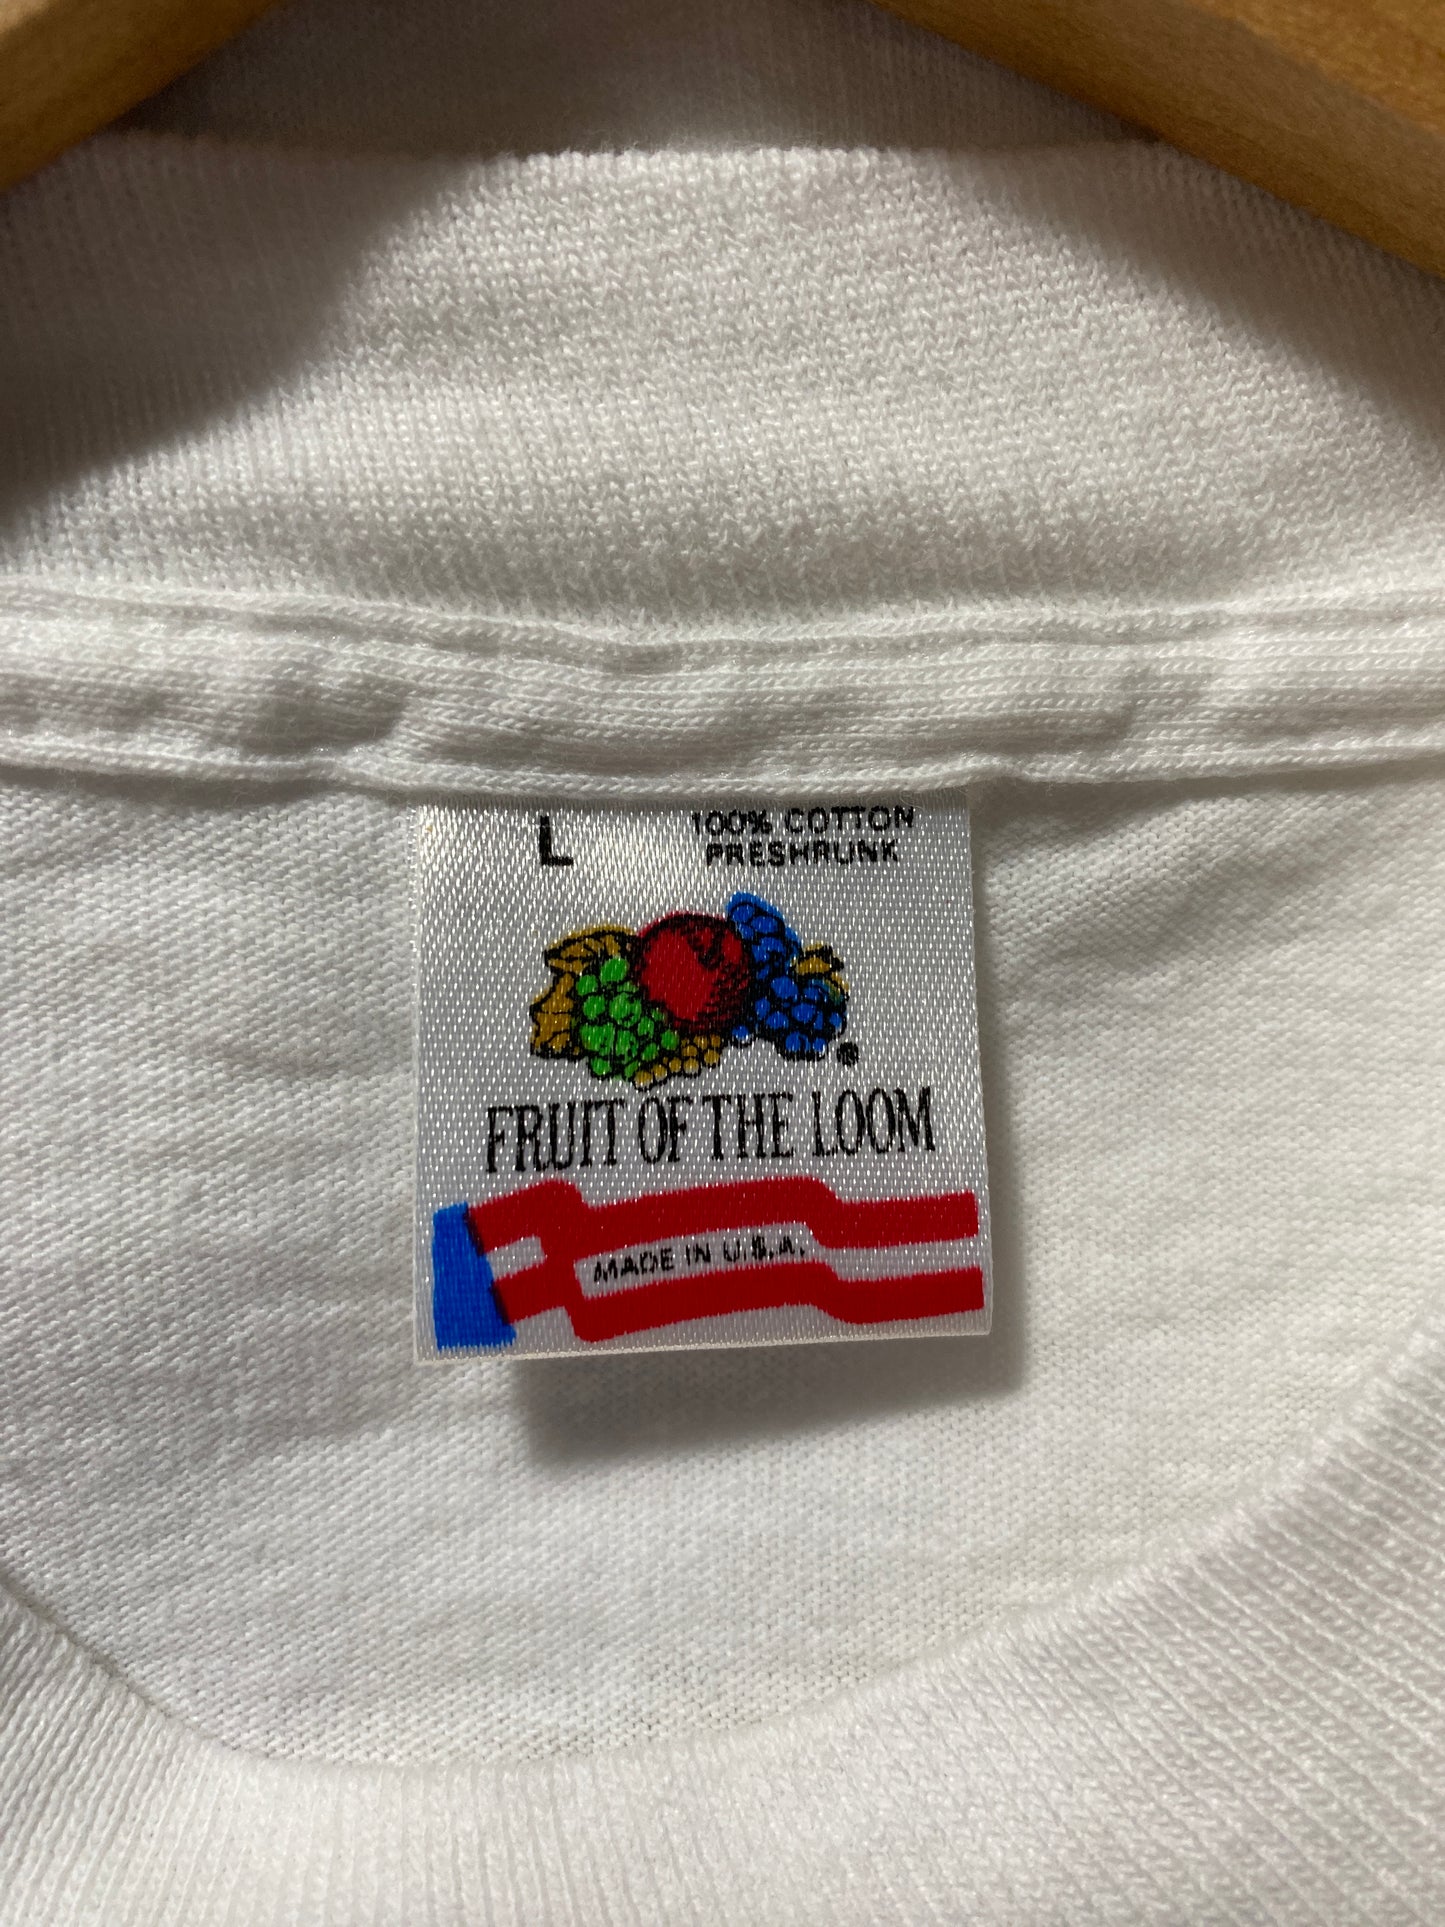 L
100% COTTON
PRESHRUNK
FRUIT OF THE LOOM
MADE IN U.S.A.